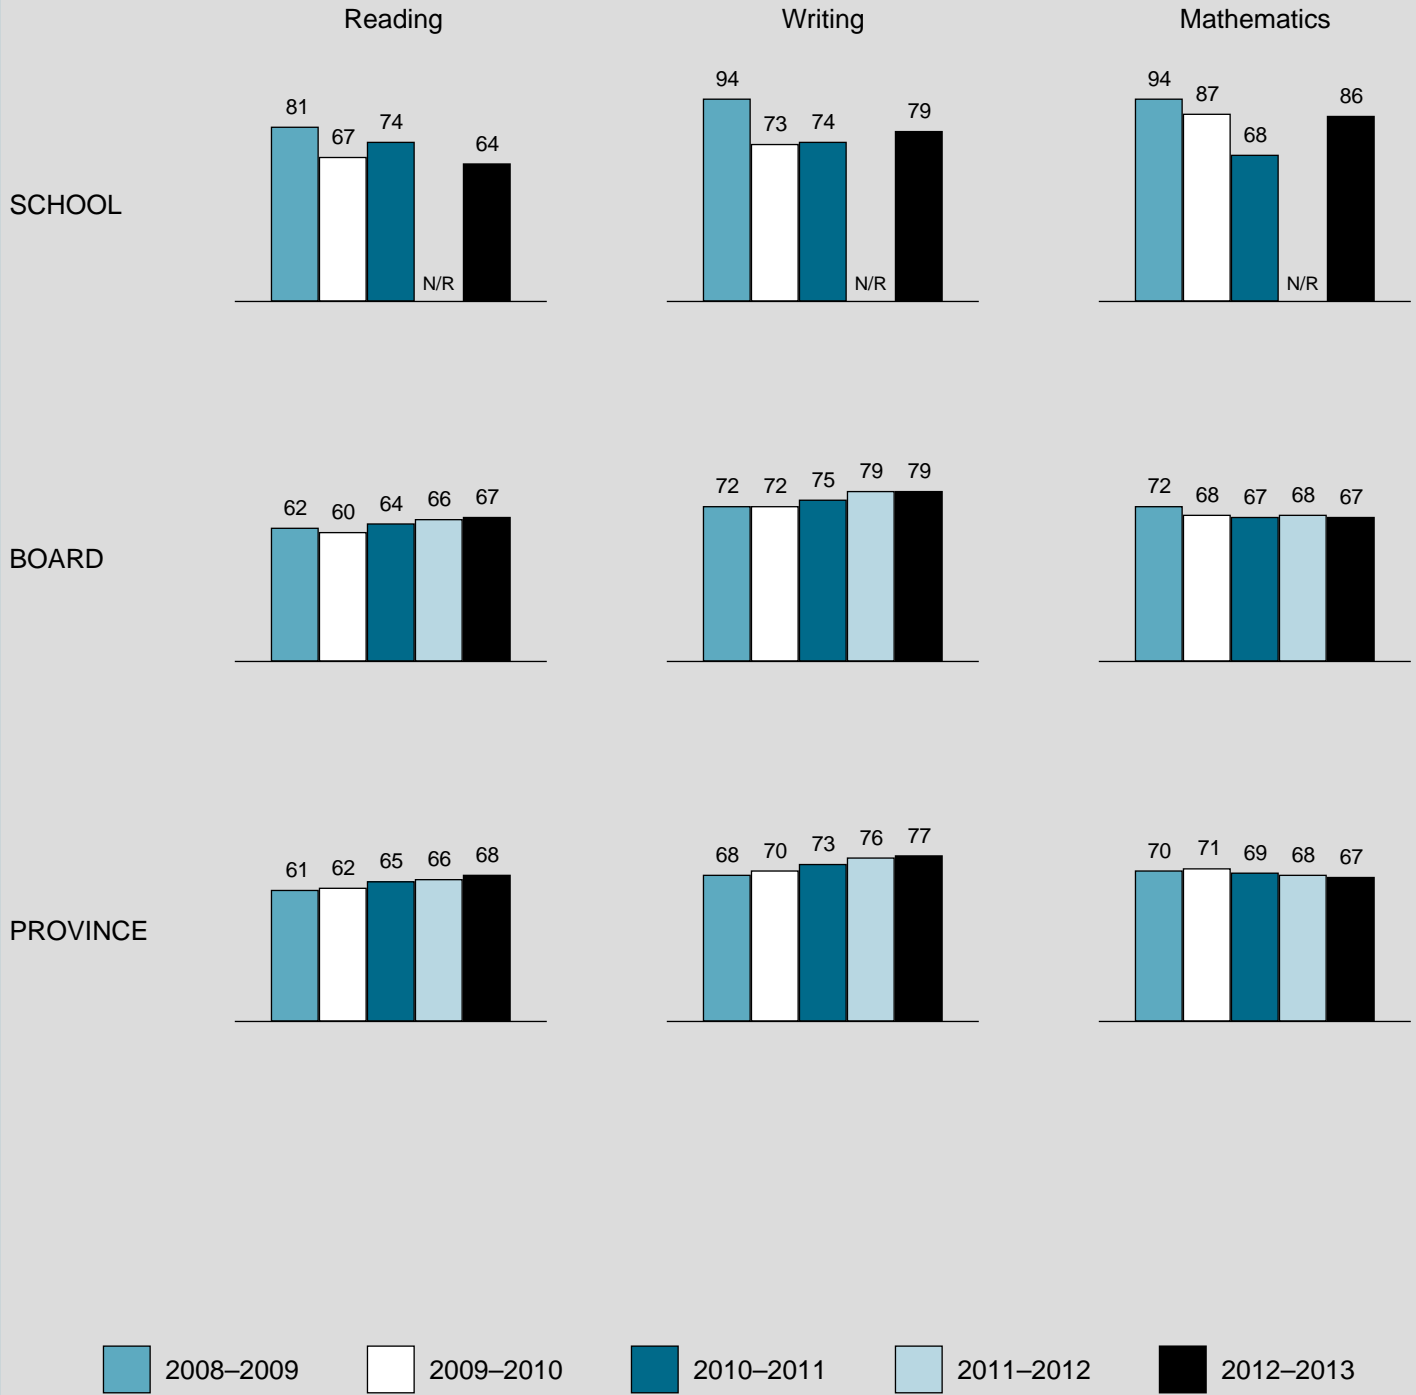 Reading Writing Mathematics
SCHOOL
81 67 74 N/R 64
94 73 74 N/R 79
94 87 68 N/R 86
BOARD
62 60 64 66 67
72 72 75 79 79
72 68 67 68 67
PROVINCE
61 62 65 66 68
68 70 73 76 77
70 71 69 68 67
2008–2009 2009–2010 2010–2011 2011–2012 2012–2013